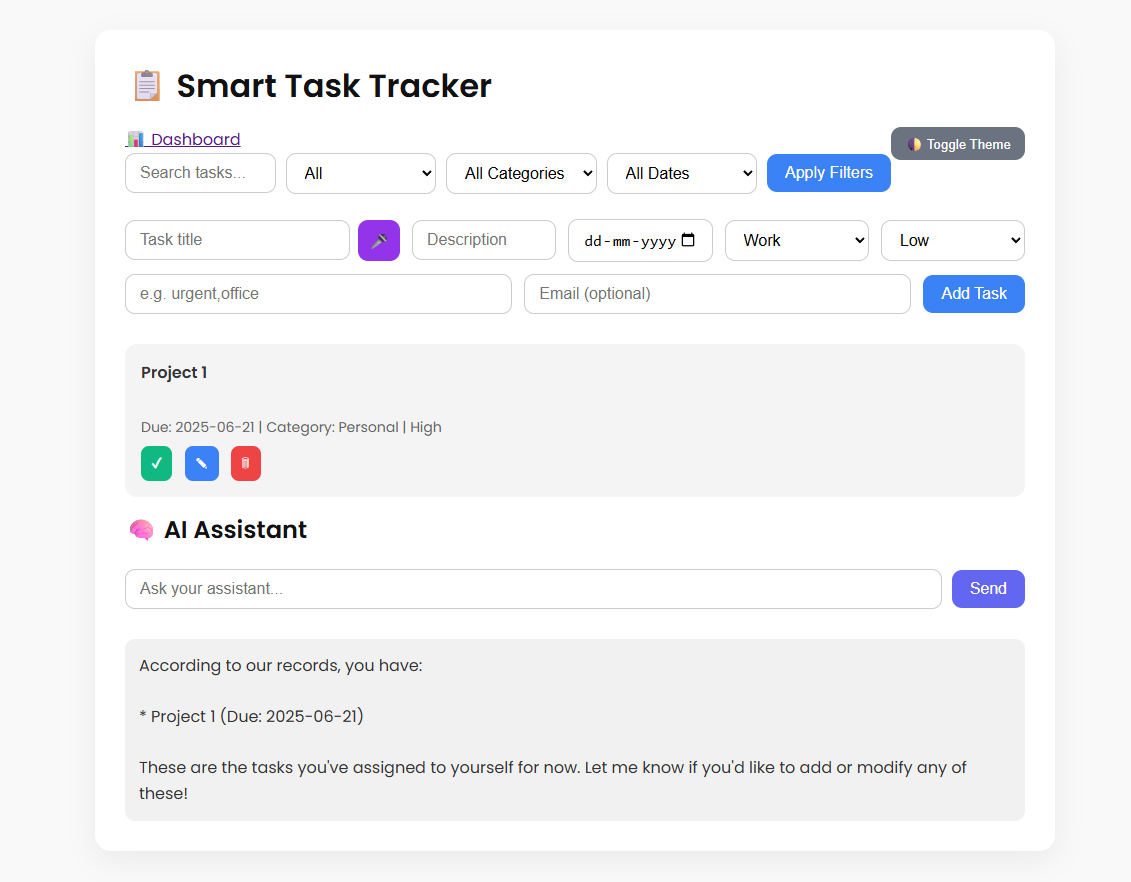 Smart Task Tracker
Dashboard
Toggle Theme
Search tasks... All All Categories All Dates Apply Filters
Task title Description dd-mm-yyyy Work Low
e.g. urgent,office Email (optional) Add Task
Project 1
Due: 2025-06-21 | Category: Personal | High
AI Assistant
Ask your assistant... Send
According to our records, you have:
* Project 1 (Due: 2025-06-21)
These are the tasks you've assigned to yourself for now. Let me know if you'd like to add or modify any of
these!